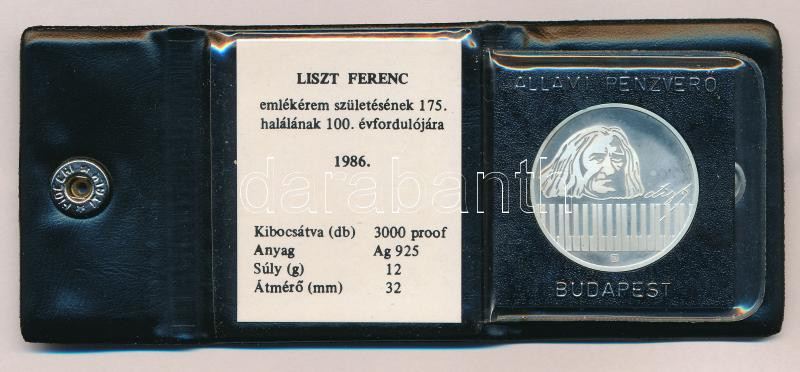 LISZT FERENC
emlékérem születésének 175.
halálának 100. évfordulójára
1986.
Kibocsátva (db) 3000 proof
Anyag Ag 925
Súly (g) 12
Átmérő (mm) 32
ÁLLAMI PÉNZVERŐ
BUDAPEST
darabanth